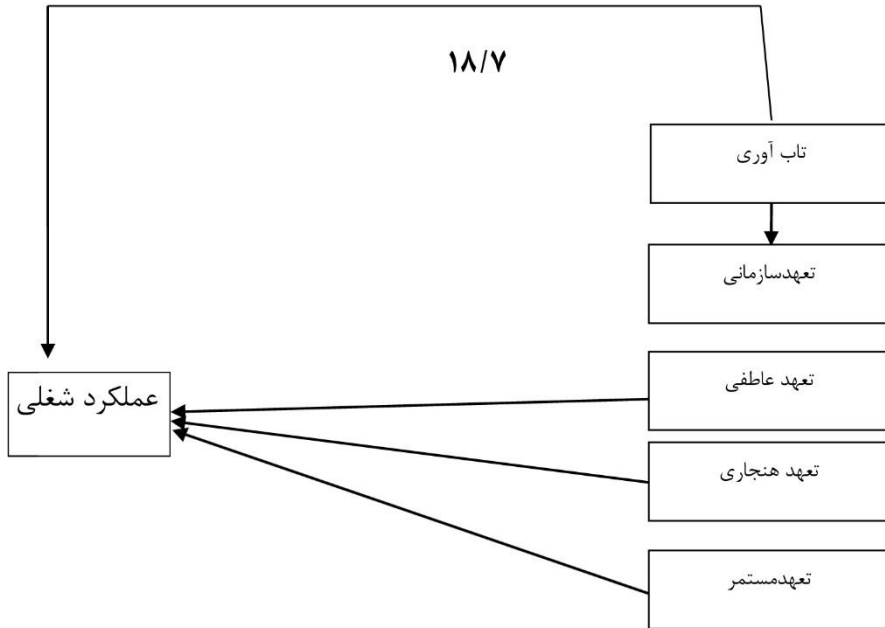 ۱۸/۷
تاب آوری
تعهدسازمانی
تعهد عاطفی
عملکرد شغلی
تعهد هنجاری
تعهدمستمر